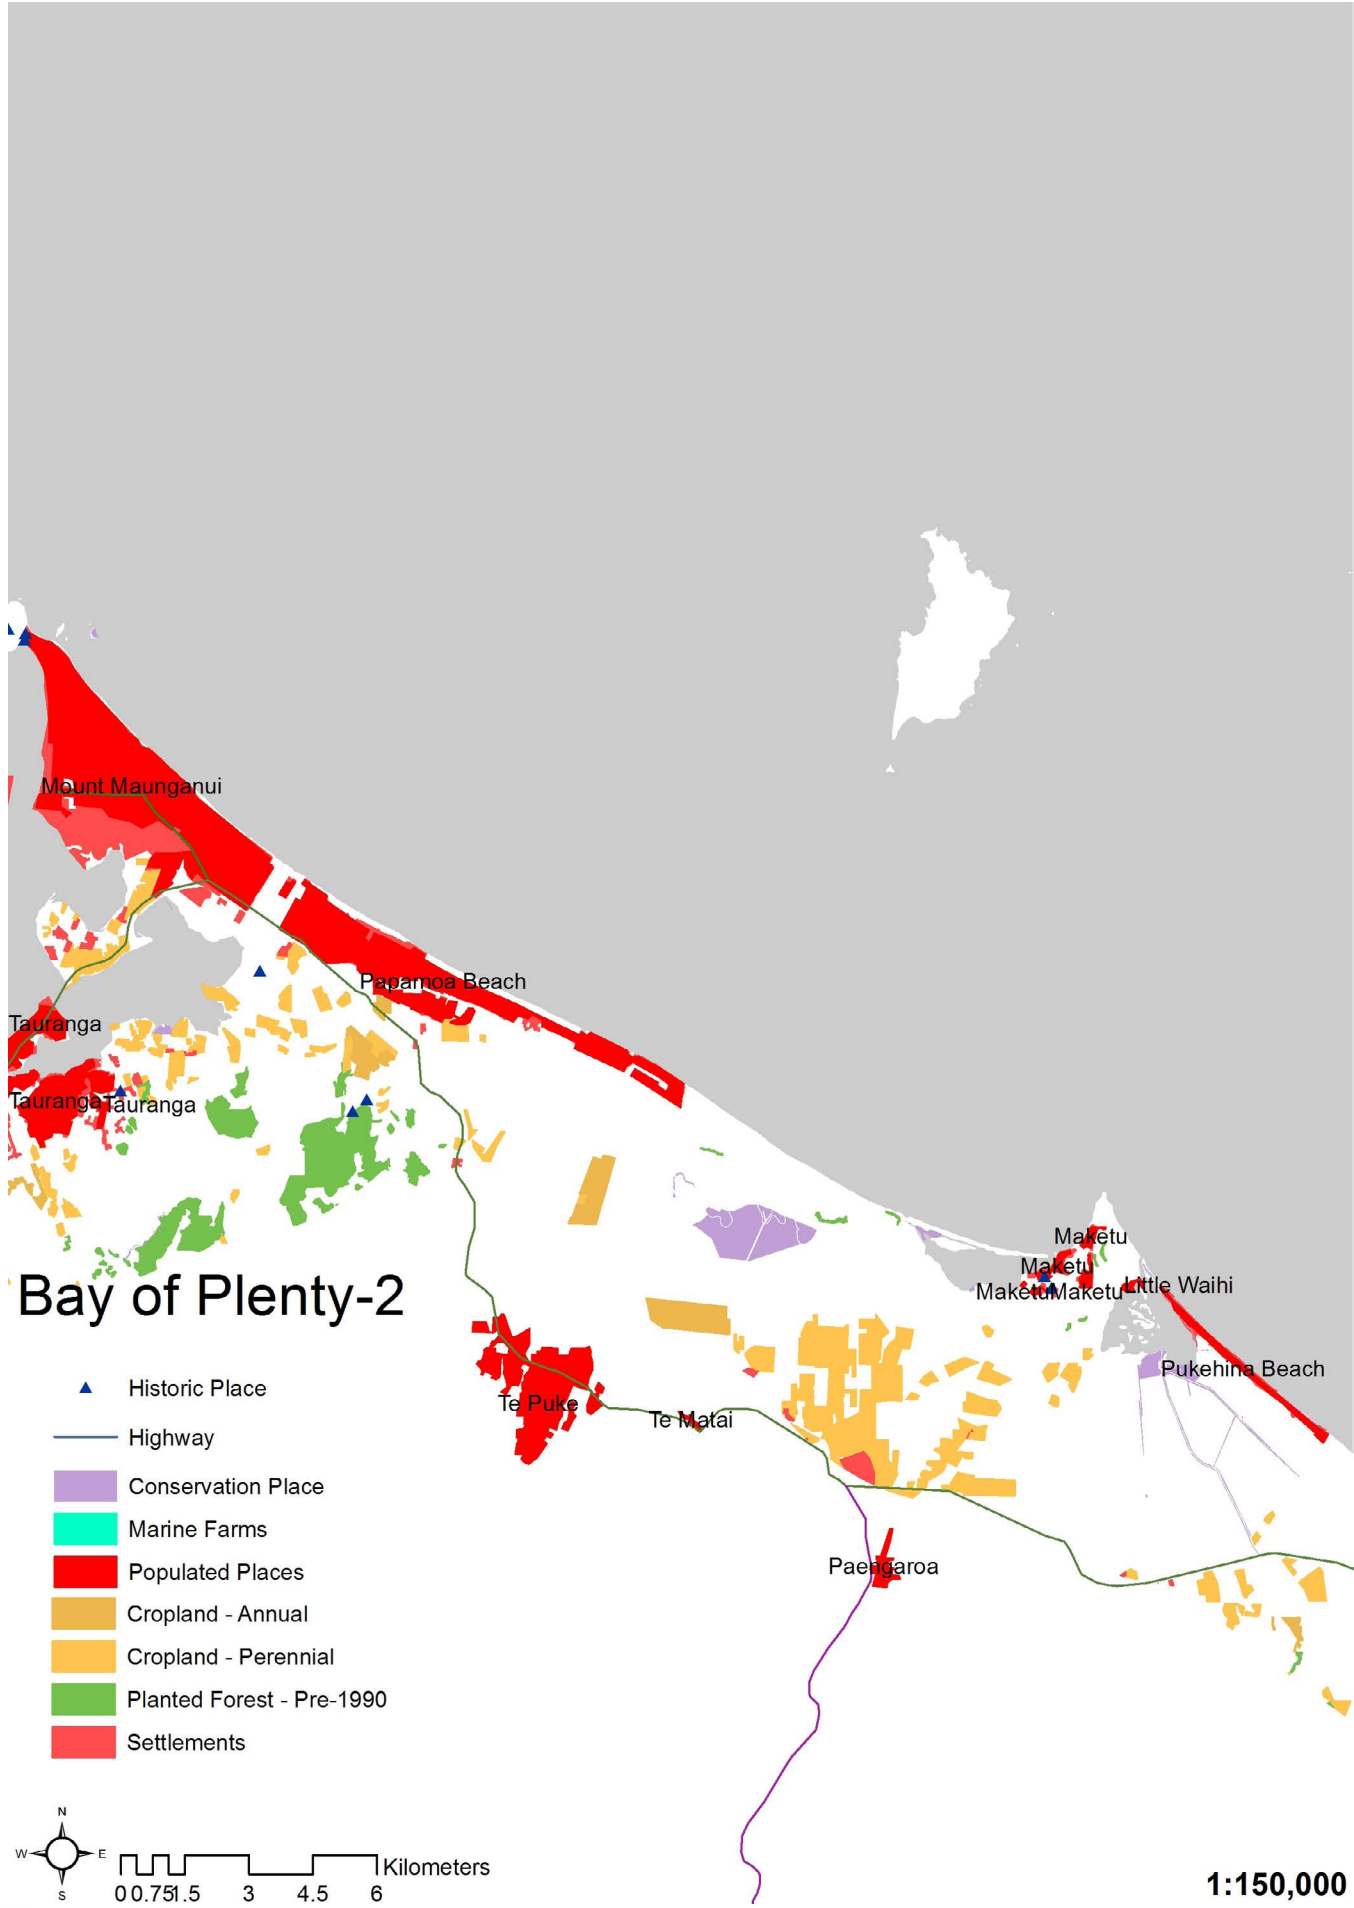 Mount Maunganui
Papamoa Beach
Tauranga
Tauranga
Tauranga
Maketu
Maketu
Maketu
Maketu
Little Waihi
Bay of Plenty-2
Pukehina Beach
Te Puke
Te Matai
Paengaroa
Historic Place
Highway
Conservation Place
Marine Farms
Populated Places
Cropland - Annual
Cropland - Perennial
Planted Forest - Pre-1990
Settlements
N
W
E
S
Kilometers
0 0.75 1.5 3 4.5 6
1:150,000